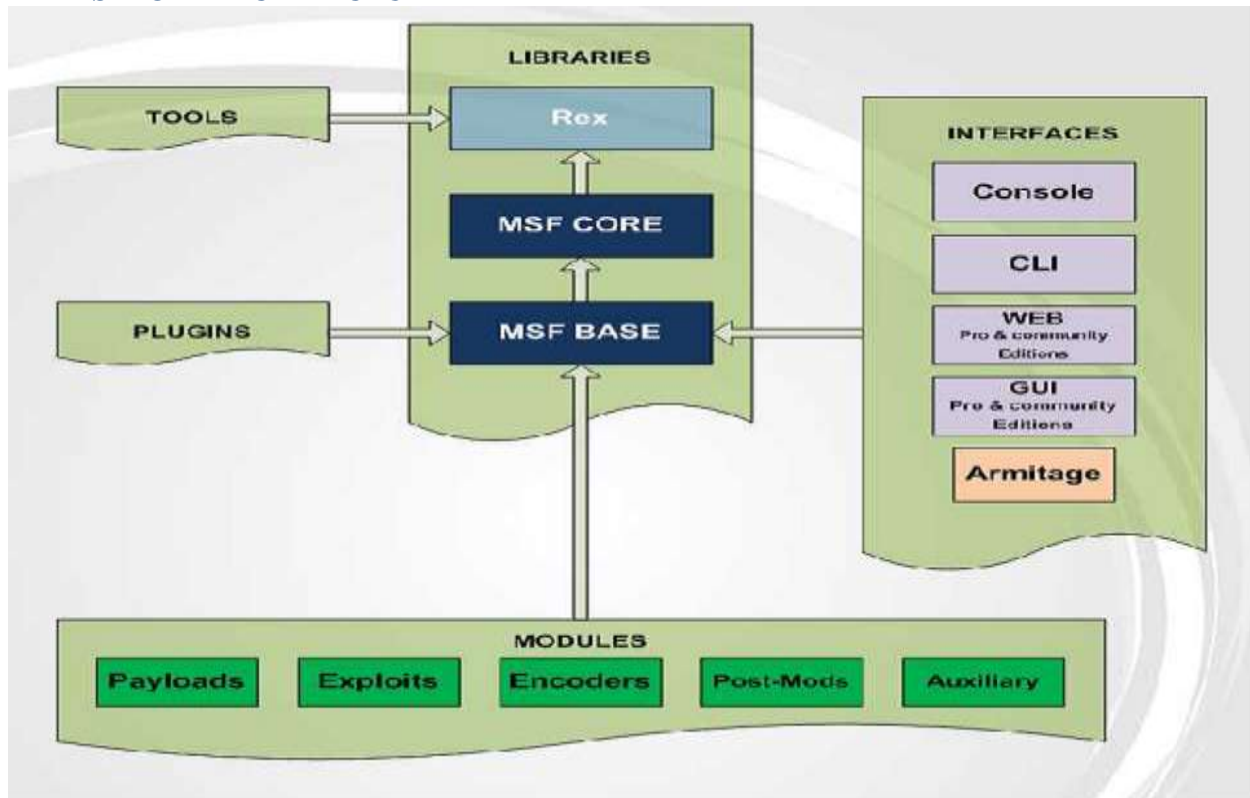 LIBRARIES
TOOLS
Rex
MSF CORE
PLUGINS
MSF BASE
INTERFACES
Console
CLI
WEB
Pro & community
Editions
GUI
Pro & community
Editions
Armitage
MODULES
Payloads
Exploits
Encoders
Post-Mods
Auxiliary